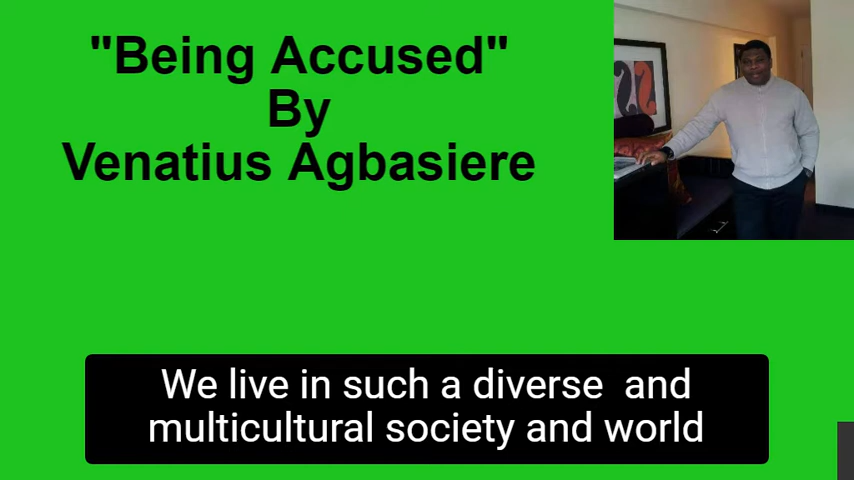 "Being Accused"
By
Venatius Agbasiere
We live in such a diverse  and
multicultural society and world